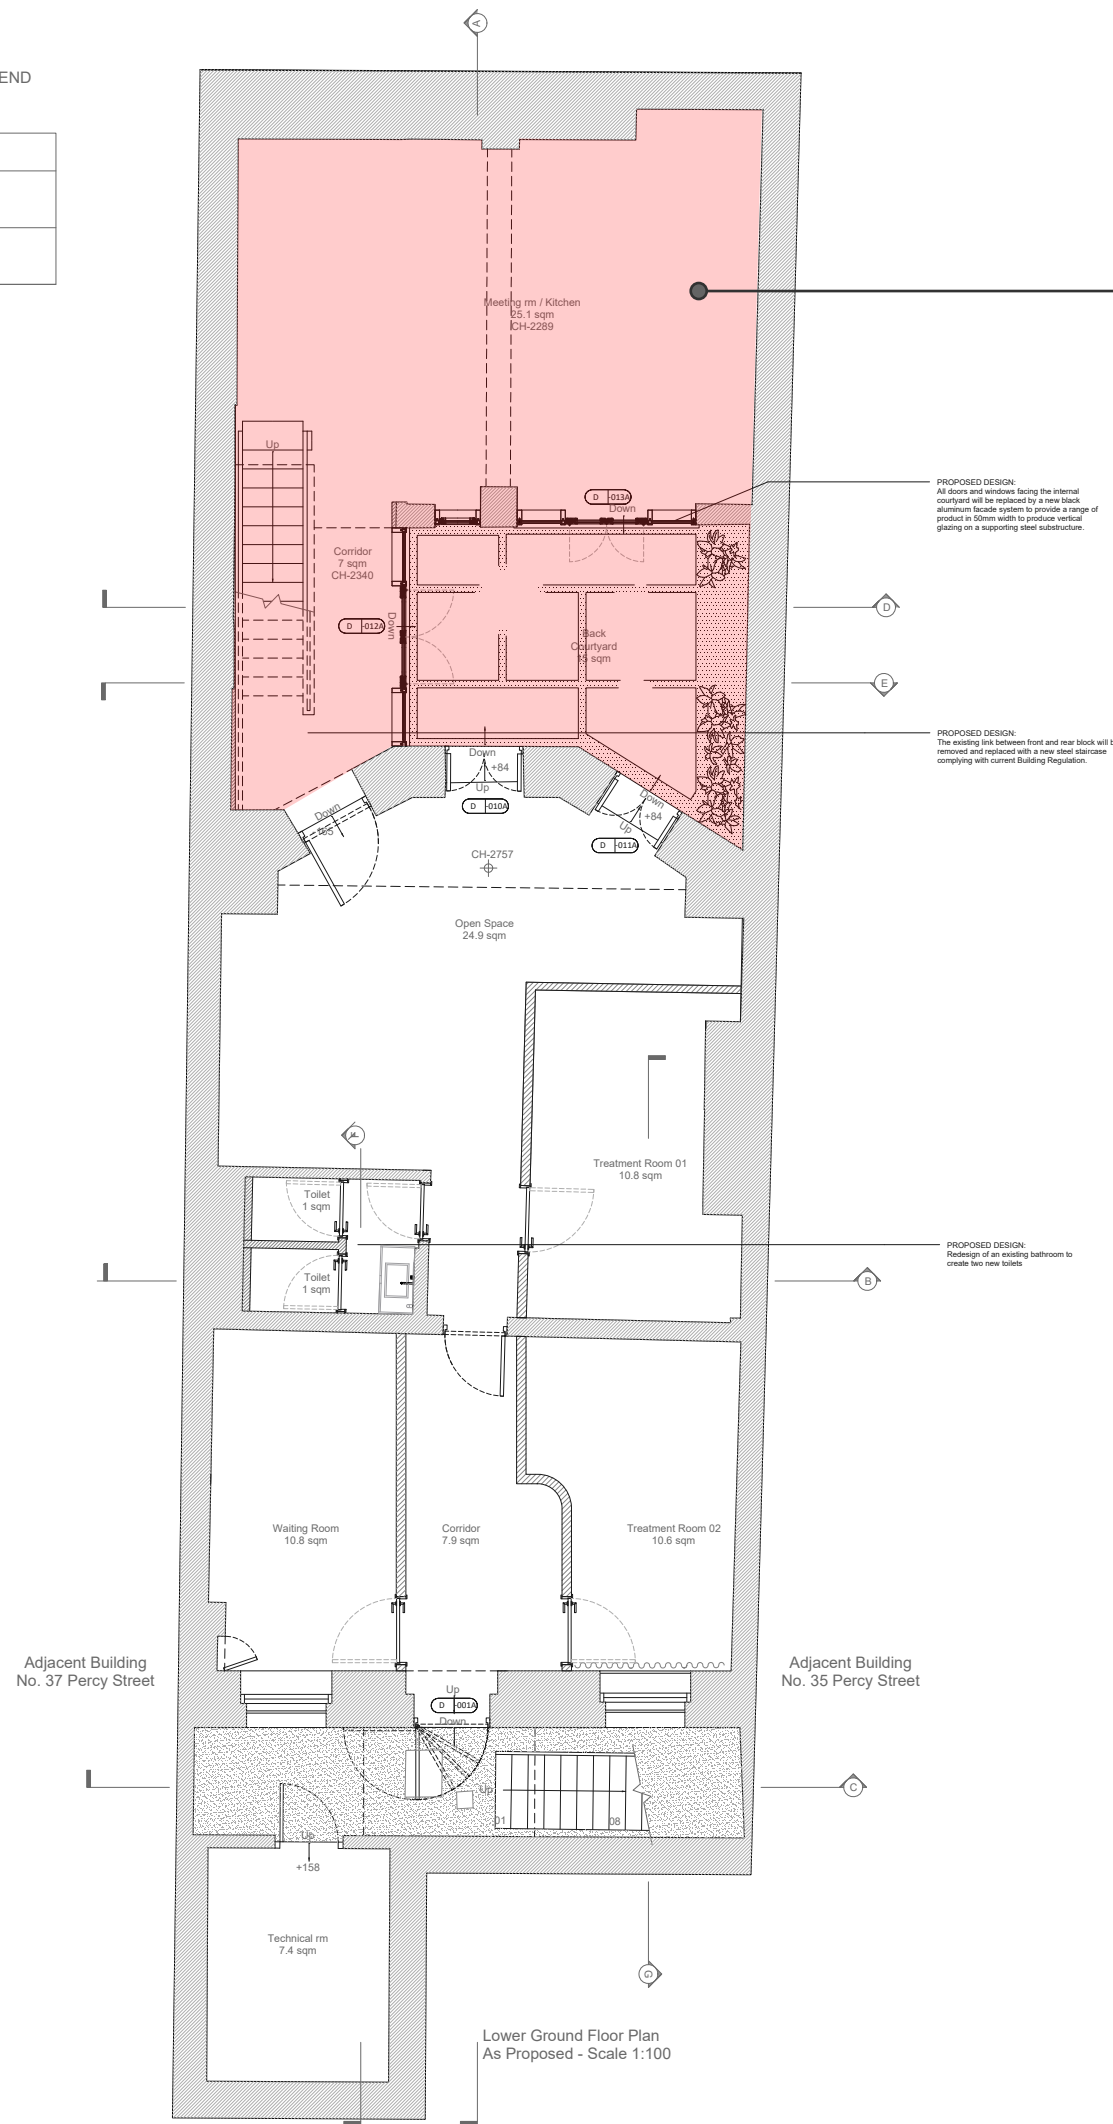 END
A
Meeting rm / Kitchen
25.1 sqm
CH-2289
Up
PROPOSED DESIGN:
All doors and windows facing the internal
courtyard will be replaced by a new black
aluminum facade system to provide a range of
product in 50mm width to produce vertical
glazing on a supporting steel substructure.
D -013A
Down
Corridor
7 sqm
CH-2340
D
D -012A
Down
Back
Courtyard
15 sqm
E
PROPOSED DESIGN:
The existing link between front and rear block will b
removed and replaced with a new steel staircase
complying with current Building Regulation.
Down
+84
Up
D -010A
Down
+84
Up
D -011A
Down
CH-2757
Open Space
24.9 sqm
Treatment Room 01
10.8 sqm
Toilet
1 sqm
PROPOSED DESIGN:
Redesign of an existing bathroom to
create two new toilets
Toilet
1 sqm
B
Waiting Room
10.8 sqm
Corridor
7.9 sqm
Treatment Room 02
10.6 sqm
Adjacent Building
No. 37 Percy Street
Adjacent Building
No. 35 Percy Street
Up
D -001A
Down
Up
01
08
C
Up
+158
Technical rm
7.4 sqm
G
Lower Ground Floor Plan
As Proposed - Scale 1:100